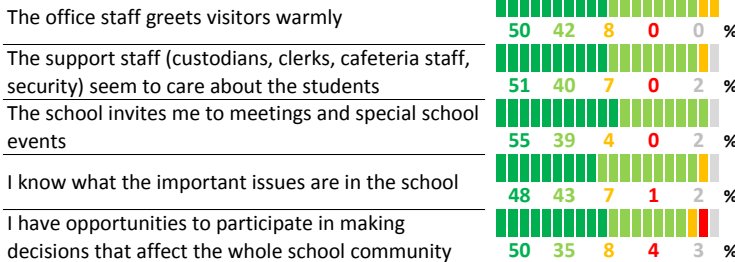 The office staff greets visitors warmly
50 42 8 0 0 %
The support staff (custodians, clerks, cafeteria staff,
security) seem to care about the students
51 40 7 0 2 %
The school invites me to meetings and special school
events
55 39 4 0 2 %
I know what the important issues are in the school
48 43 7 1 2 %
I have opportunities to participate in making
decisions that affect the whole school community
50 35 8 4 3 %